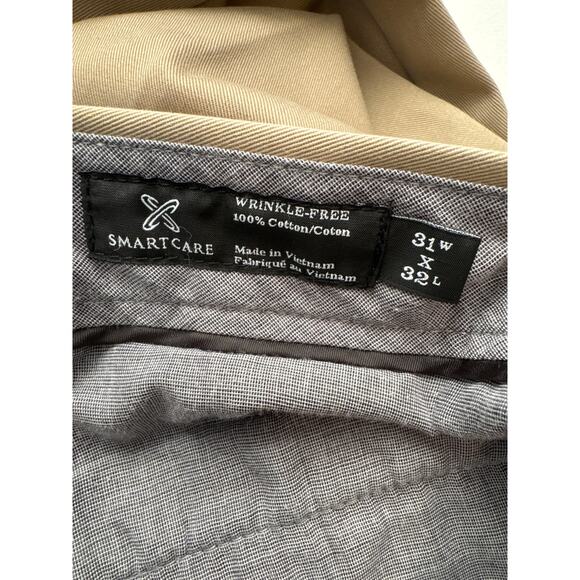 WRINKLE-FREE
100% Cotton/Coton
SMARTCARE
Made in Vietnam
Fabriqué au Vietnam
31W
X
32L